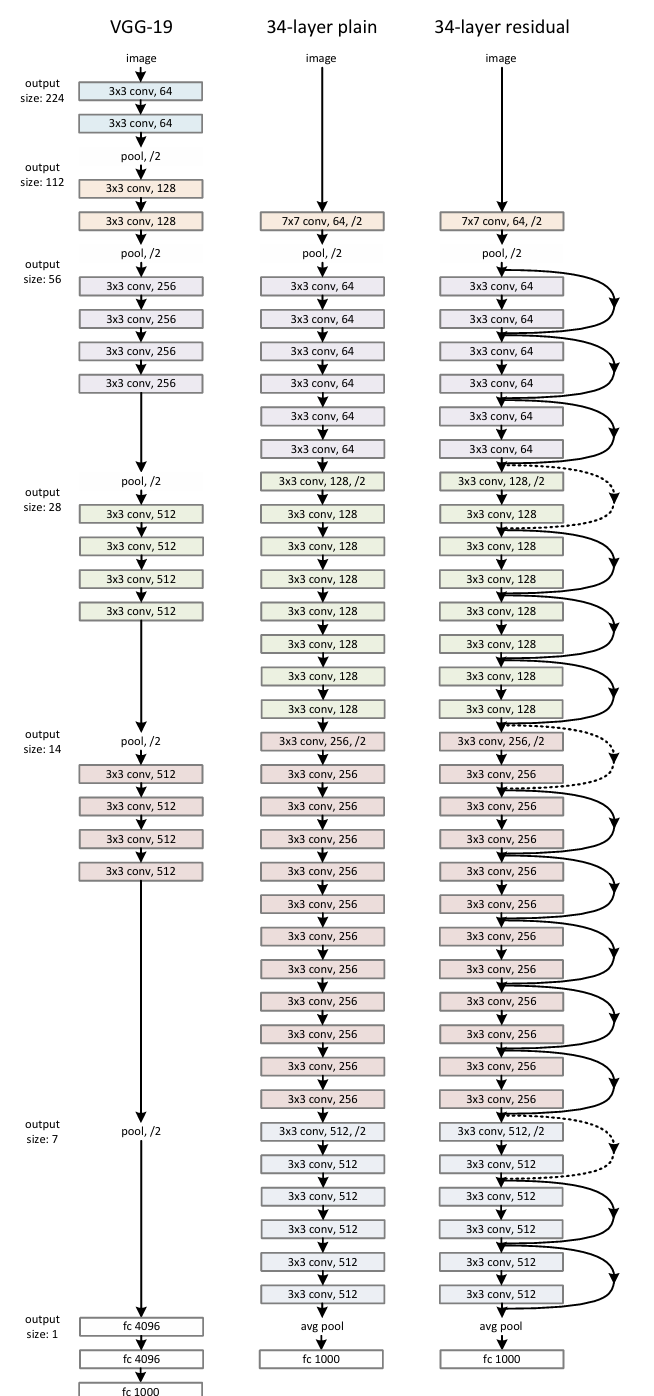 VGG-19
image
output
size: 224
3x3 conv, 64
3x3 conv, 64
pool, /2
output
size: 112
3x3 conv, 128
3x3 conv, 128
pool, /2
output
size: 56
3x3 conv, 256
3x3 conv, 256
3x3 conv, 256
3x3 conv, 256
pool, /2
output
size: 28
3x3 conv, 512
3x3 conv, 512
3x3 conv, 512
3x3 conv, 512
output
size: 14
pool, /2
3x3 conv, 512
3x3 conv, 512
3x3 conv, 512
3x3 conv, 512
output
size: 7
pool, /2
output
size: 1
fc 4096
fc 4096
fc 1000
34-layer plain
image
7x7 conv, 64, /2
pool, /2
3x3 conv, 64
3x3 conv, 64
3x3 conv, 64
3x3 conv, 64
3x3 conv, 64
3x3 conv, 64
3x3 conv, 128, /2
3x3 conv, 128
3x3 conv, 128
3x3 conv, 128
3x3 conv, 128
3x3 conv, 128
3x3 conv, 128
3x3 conv, 128
3x3 conv, 256, /2
3x3 conv, 256
3x3 conv, 256
3x3 conv, 256
3x3 conv, 256
3x3 conv, 256
3x3 conv, 256
3x3 conv, 256
3x3 conv, 256
3x3 conv, 256
3x3 conv, 256
3x3 conv, 256
3x3 conv, 512, /2
3x3 conv, 512
3x3 conv, 512
3x3 conv, 512
3x3 conv, 512
3x3 conv, 512
avg pool
fc 1000
34-layer residual
image
7x7 conv, 64, /2
pool, /2
3x3 conv, 64
3x3 conv, 64
3x3 conv, 64
3x3 conv, 64
3x3 conv, 64
3x3 conv, 64
3x3 conv, 128, /2
3x3 conv, 128
3x3 conv, 128
3x3 conv, 128
3x3 conv, 128
3x3 conv, 128
3x3 conv, 128
3x3 conv, 128
3x3 conv, 256, /2
3x3 conv, 256
3x3 conv, 256
3x3 conv, 256
3x3 conv, 256
3x3 conv, 256
3x3 conv, 256
3x3 conv, 256
3x3 conv, 256
3x3 conv, 256
3x3 conv, 256
3x3 conv, 256
3x3 conv, 512, /2
3x3 conv, 512
3x3 conv, 512
3x3 conv, 512
3x3 conv, 512
3x3 conv, 512
avg pool
fc 1000